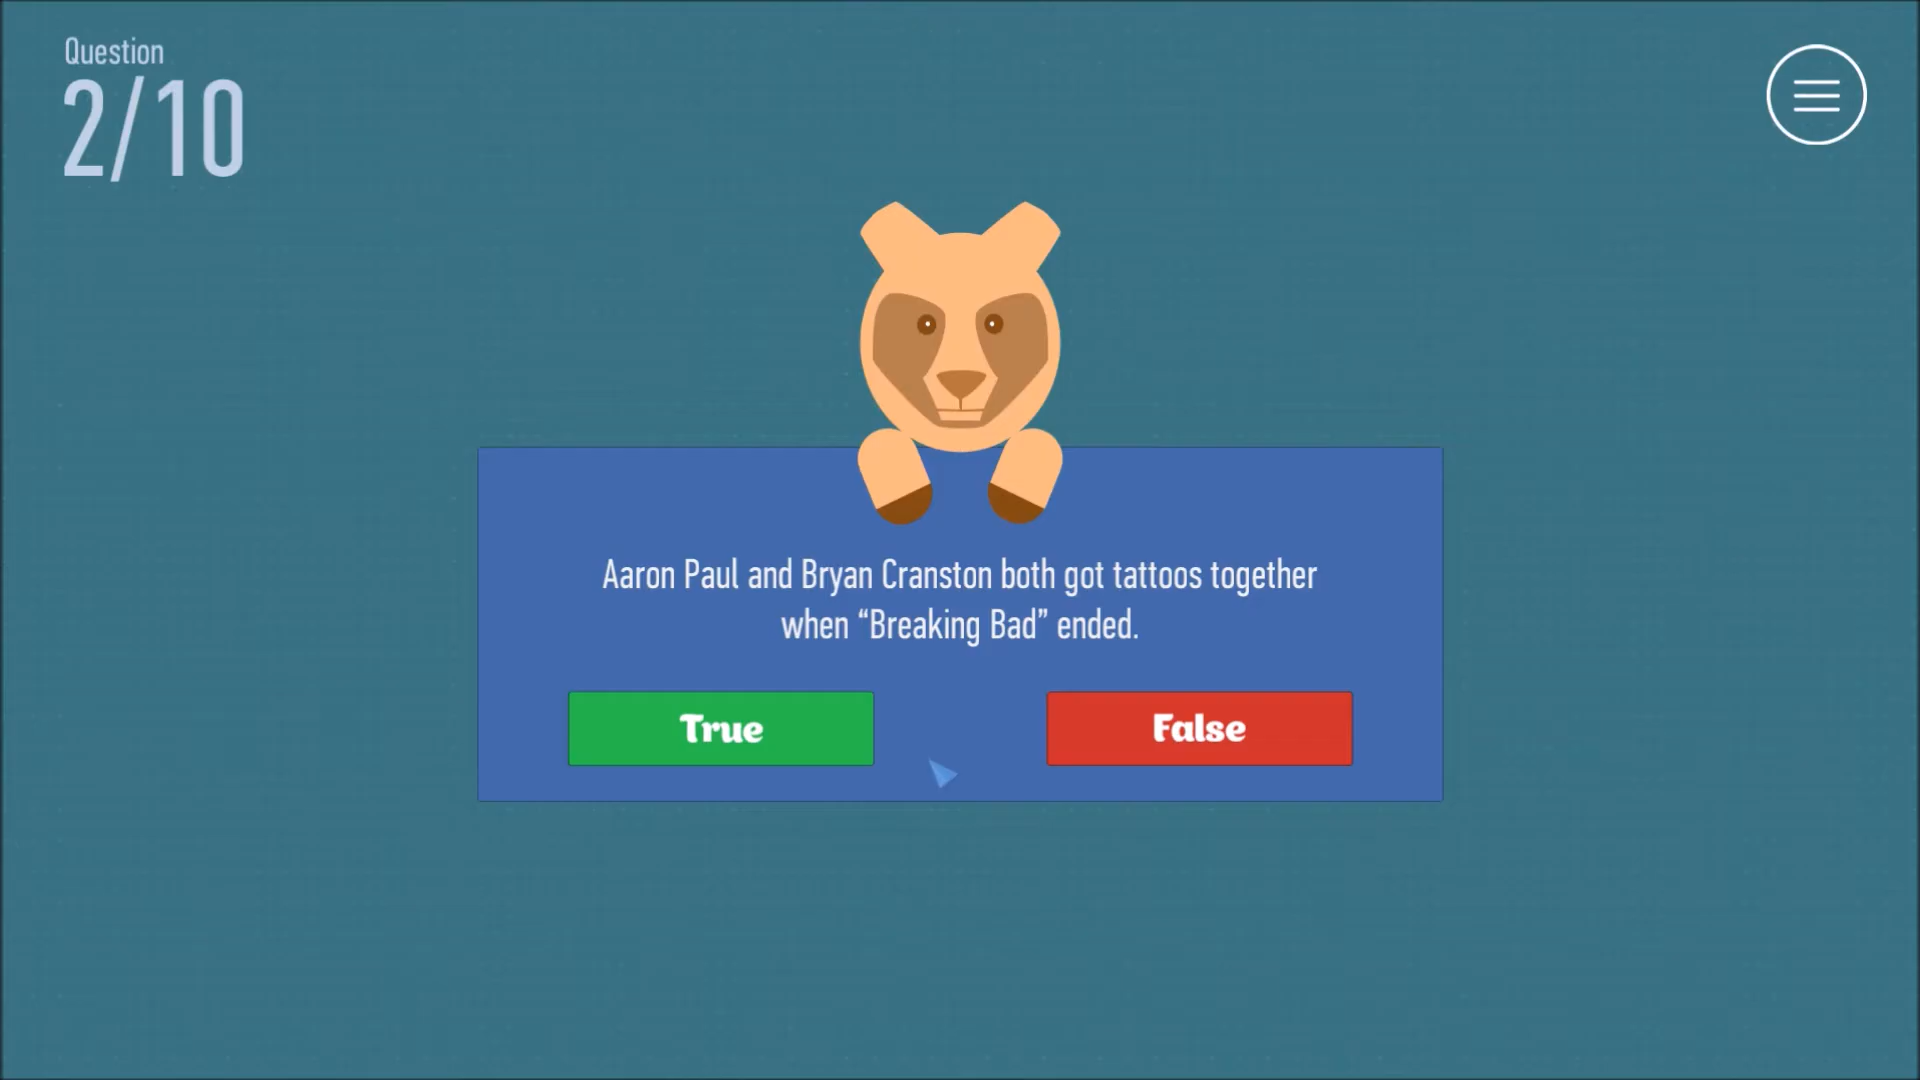 Question
2/10
Aaron Paul and Bryan Cranston both got tattoos together
when “Breaking Bad” ended.
True
False